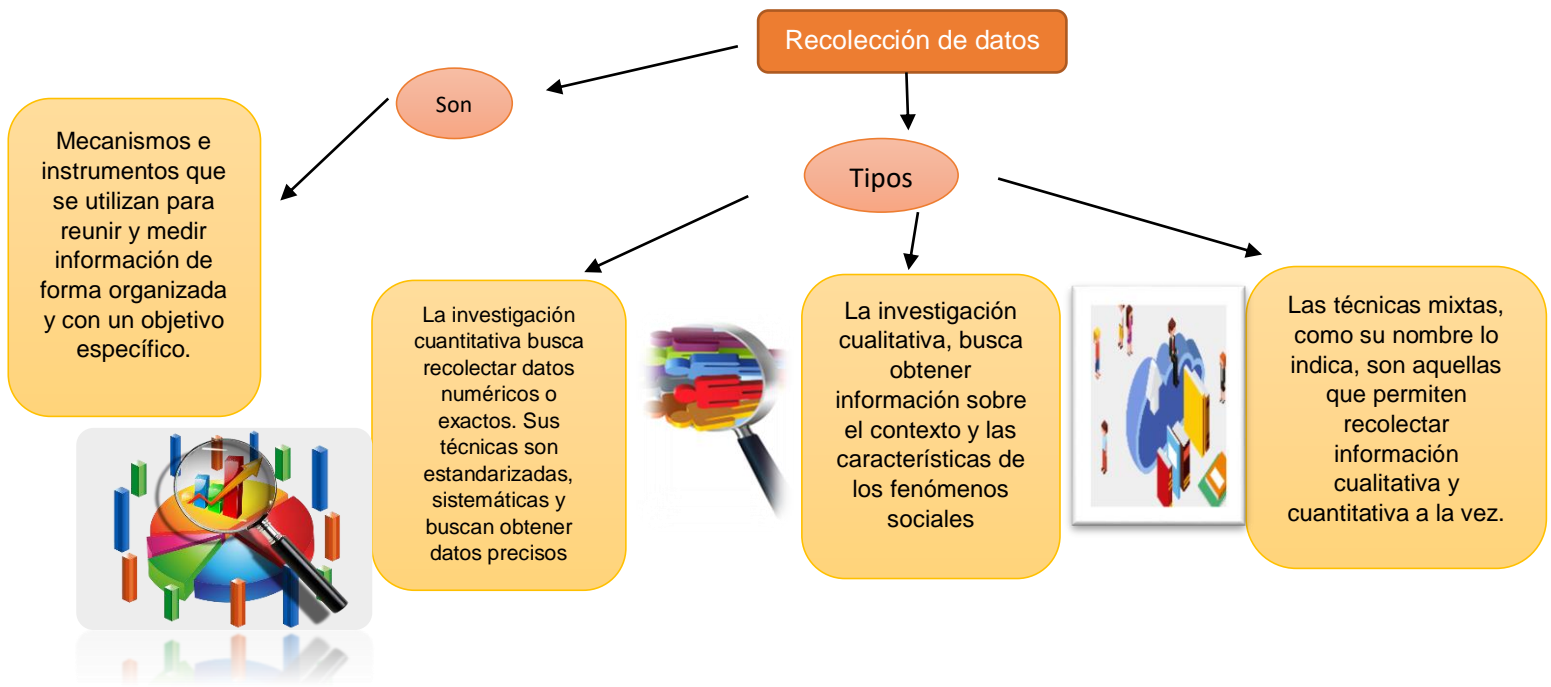 Recolección de datos
Son
Mecanismos e
instrumentos que
se utilizan para
reunir y medir
información de
forma organizada
y con un objetivo
específico.
Tipos
La investigación
cuantitativa busca
recolectar datos
numéricos o
exactos. Sus
técnicas son
estandarizadas,
sistemáticas y
buscan obtener
datos precisos
La investigación
cualitativa, busca
obtener
información sobre
el contexto y las
características de
los fenómenos
sociales
Las técnicas mixtas,
como su nombre lo
indica, son aquellas
que permiten
recolectar
información
cualitativa y
cuantitativa a la vez.